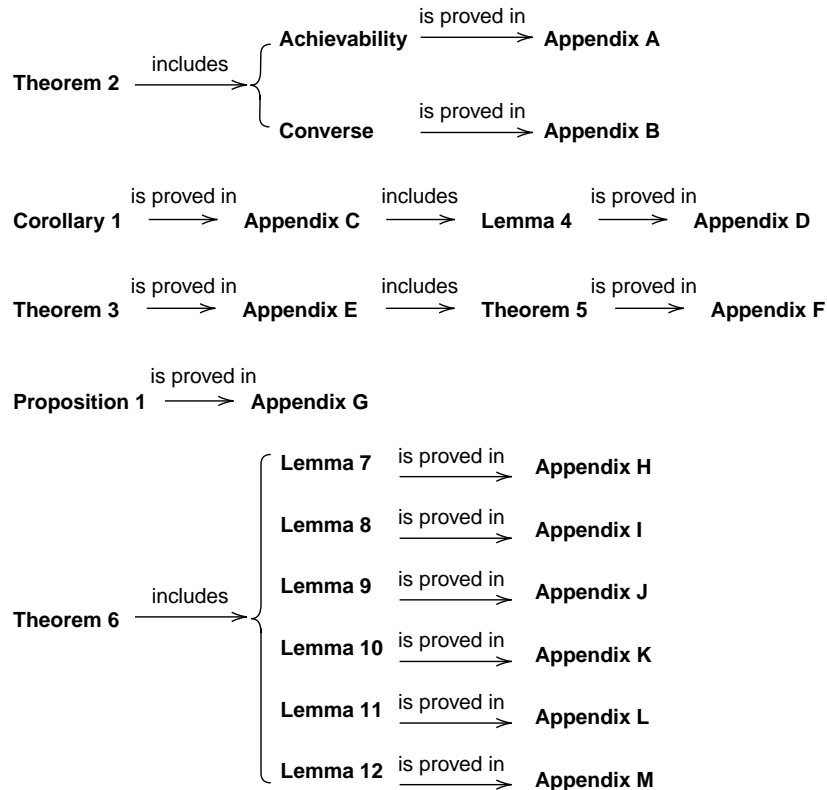 is proved in
Achievability Appendix A
includes
Theorem 2
is proved in
Converse Appendix B
is proved in includes is proved in
Corollary 1 Appendix C Lemma 4 Appendix D
is proved in includes is proved in
Theorem 3 Appendix E Theorem 5 Appendix F
is proved in
Proposition 1 Appendix G
Lemma 7 is proved in Appendix H
Lemma 8 is proved in Appendix I
Lemma 9 is proved in Appendix J
includes
Theorem 6
Lemma 10 is proved in Appendix K
Lemma 11 is proved in Appendix L
Lemma 12 is proved in Appendix M